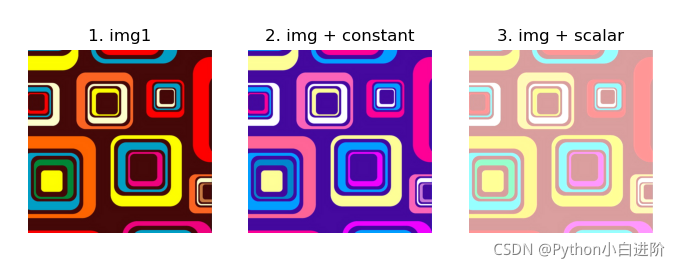 1. img1
2. img + constant
3. img + scalar
CSDN @Python小白进阶